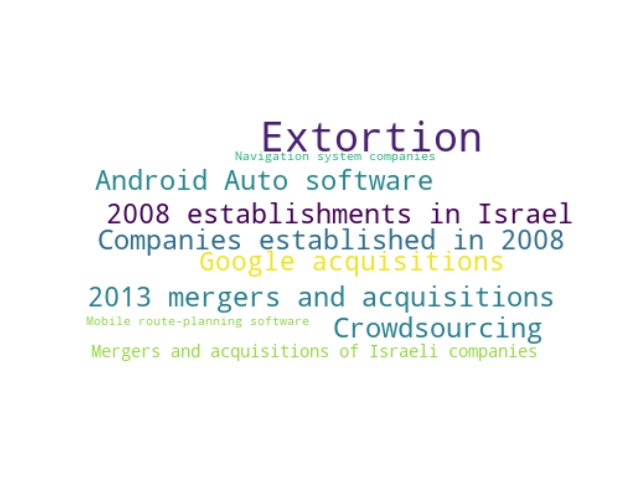 Extortion
Navigation system companies
Android Auto software
2008 establishments in Israel
Companies established in 2008
Google acquisitions
2013 mergers and acquisitions
Mobile route-planning software
Crowdsourcing
Mergers and acquisitions of Israeli companies